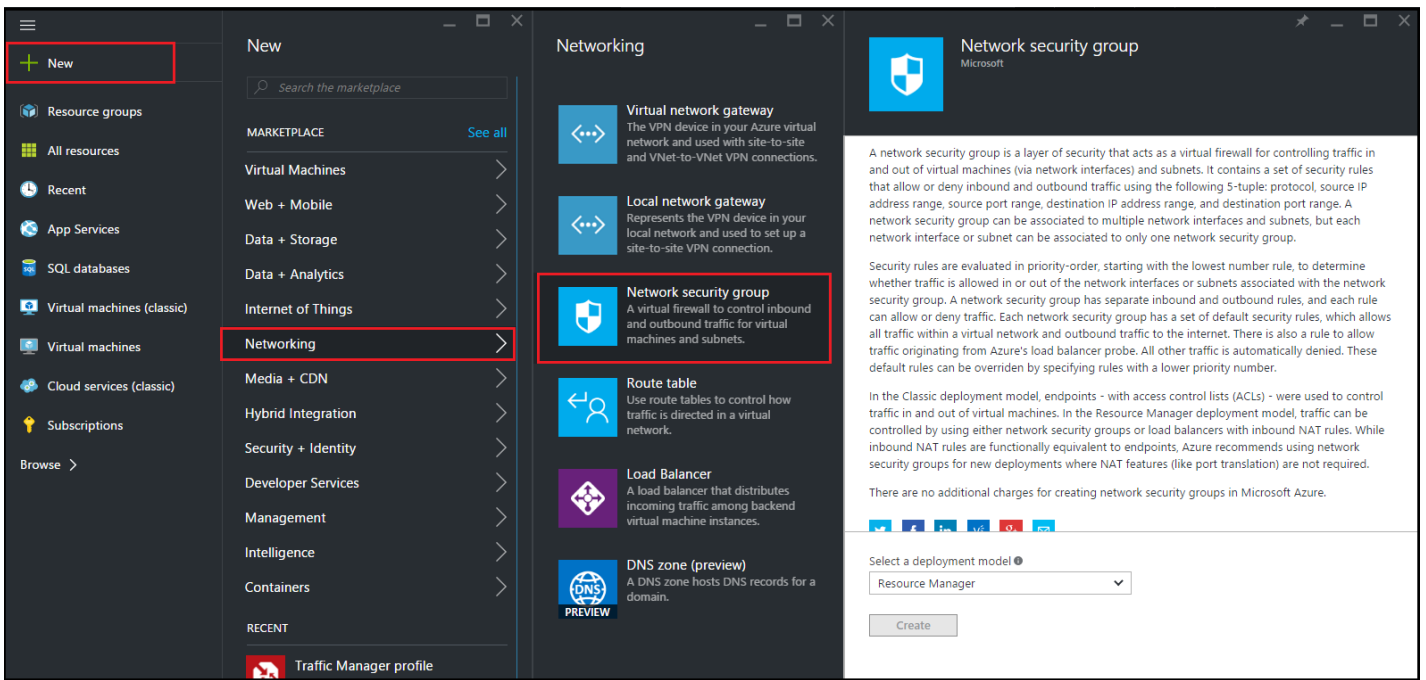 New
Resource groups
All resources
Recent
App Services
SQL
SQL databases
Virtual machines (classic)
Virtual machines
Cloud services (classic)
Subscriptions
Browse
New
Search the marketplace
MARKETPLACE
See all
Virtual Machines
Web + Mobile
Data + Storage
Data + Analytics
Internet of Things
Networking
Media + CDN
Hybrid Integration
Security + Identity
Developer Services
Management
Intelligence
Containers
RECENT
Traffic Manager profile
Networking
Virtual network gateway
The VPN device in your Azure virtual
network and used with site-to-site
and VNet-to-VNet VPN connections.
Local network gateway
Represents the VPN device in your
local network and used to set up a
site-to-site VPN connection.
Network security group
A virtual firewall to control inbound
and outbound traffic for virtual
machines and subnets.
Route table
Use route tables to control how
traffic is directed in a virtual
network.
Load Balancer
A load balancer that distributes
incoming traffic among backend
virtual machine instances.
DNS
PREVIEW
DNS zone (preview)
A DNS zone hosts DNS records for a
domain.
Network security group
Microsoft
A network security group is a layer of security that acts as a virtual firewall for controlling traffic in
and out of virtual machines (via network interfaces) and subnets. It contains a set of security rules
that allow or deny inbound and outbound traffic using the following 5-tuple: protocol, source IP
address range, source port range, destination IP address range, and destination port range. A
network security group can be associated to multiple network interfaces and subnets, but each
network interface or subnet can be associated to only one network security group.
Security rules are evaluated in priority-order, starting with the lowest number rule, to determine
whether traffic is allowed in or out of the network interfaces or subnets associated with the network
security group. A network security group has separate inbound and outbound rules, and each rule
can allow or deny traffic. Each network security group has a set of default security rules, which allows
all traffic within a virtual network and outbound traffic to the internet. There is also a rule to allow
traffic originating from Azure's load balancer probe. All other traffic is automatically denied. These
default rules can be overriden by specifying rules with a lower priority number.
In the Classic deployment model, endpoints - with access control lists (ACLs) - were used to control
traffic in and out of virtual machines. In the Resource Manager deployment model, traffic can be
controlled by using either network security groups or load balancers with inbound NAT rules. While
inbound NAT rules are functionally equivalent to endpoints, Azure recommends using network
security groups for new deployments where NAT features (like port translation) are not required.
There are no additional charges for creating network security groups in Microsoft Azure.
Select a deployment model
Resource Manager
Create